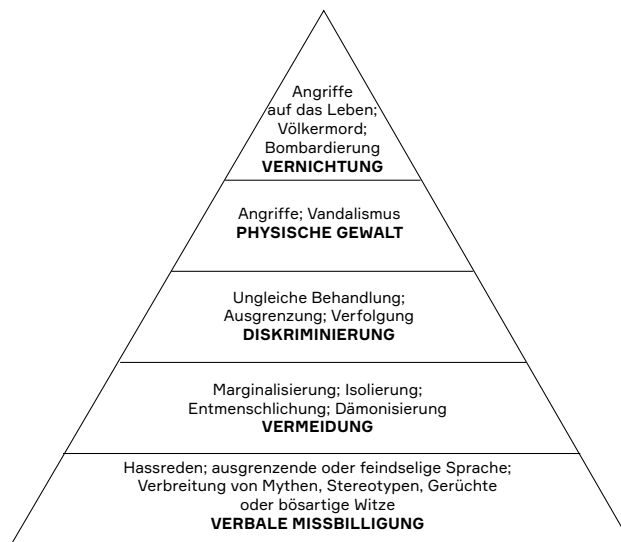 Angriffe
auf das Leben;
Völkermord;
Bombardierung
VERNICHTUNG
Angriffe; Vandalismus
PHYSISCHE GEWALT
Ungleiche Behandlung;
Ausgrenzung; Verfolgung
DISKRIMINIERUNG
Marginalisierung; Isolierung;
Entmenschlichung; Dämonisierung
VERMEIDUNG
Hassreden; ausgrenzende oder feindselige Sprache;
Verbreitung von Mythen, Stereotypen, Gerüchte
oder bösartige Witze
VERBALE MISSBILLIGUNG